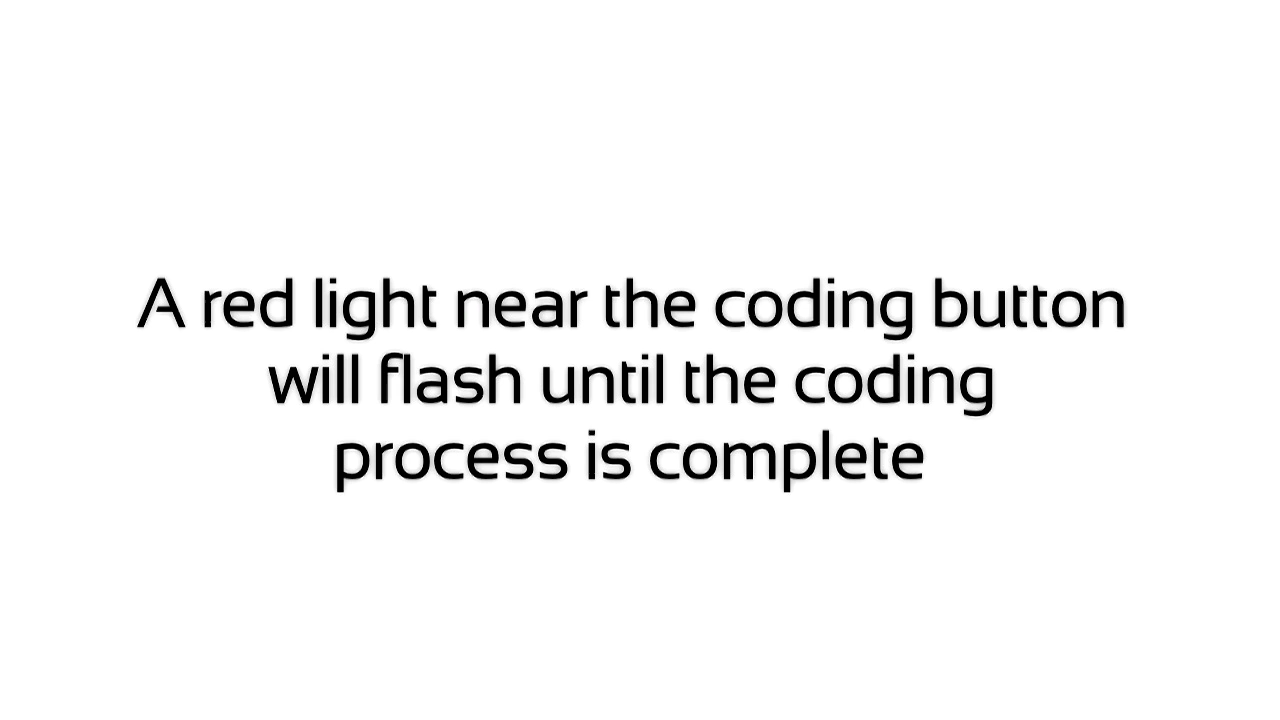 A red light near the coding button
will flash until the coding
process is complete